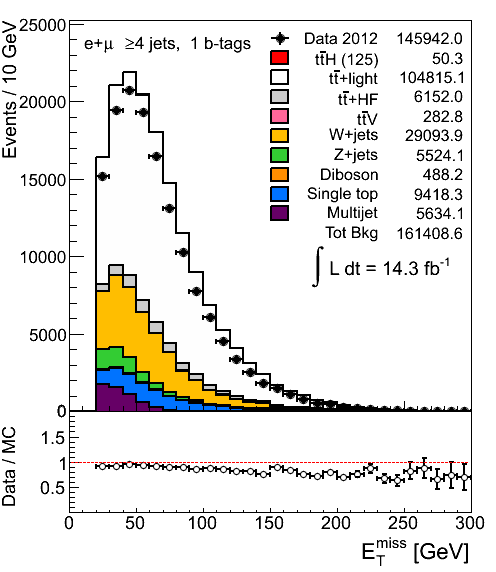 25000
20000
15000
10000
5000
0
Events / 10 GeV
e+μ ≥4 jets, 1 b-tags
Data 2012 145942.0
tt̄H (125) 50.3
tt̄+light 104815.1
tt̄+HF 6152.0
tt̄V 282.8
W+jets 29093.9
Z+jets 5524.1
Diboson 488.2
Single top 9418.3
Multijet 5634.1
Tot Bkg 161408.6
∫ L dt = 14.3 fb⁻¹
Data / MC
1.5
1
0.5
0 50 100 150 200 250 300
E_T^miss [GeV]